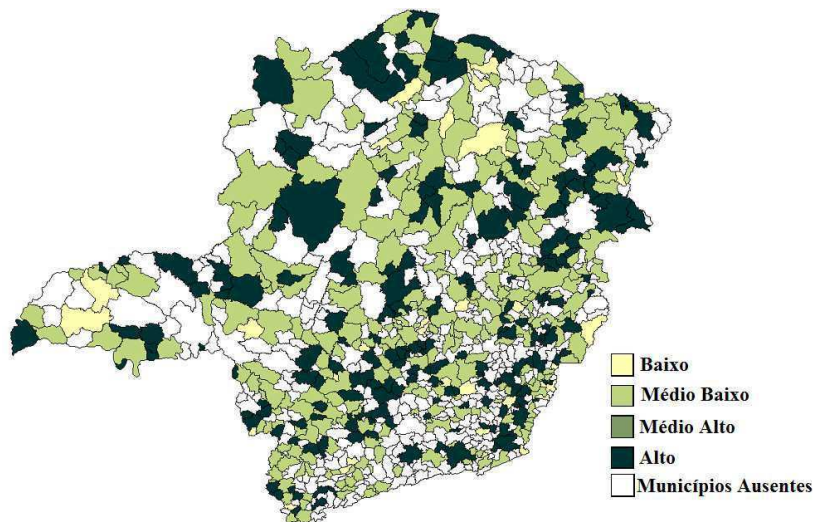 Baixo
Médio Baixo
Médio Alto
Alto
Municípios Ausentes